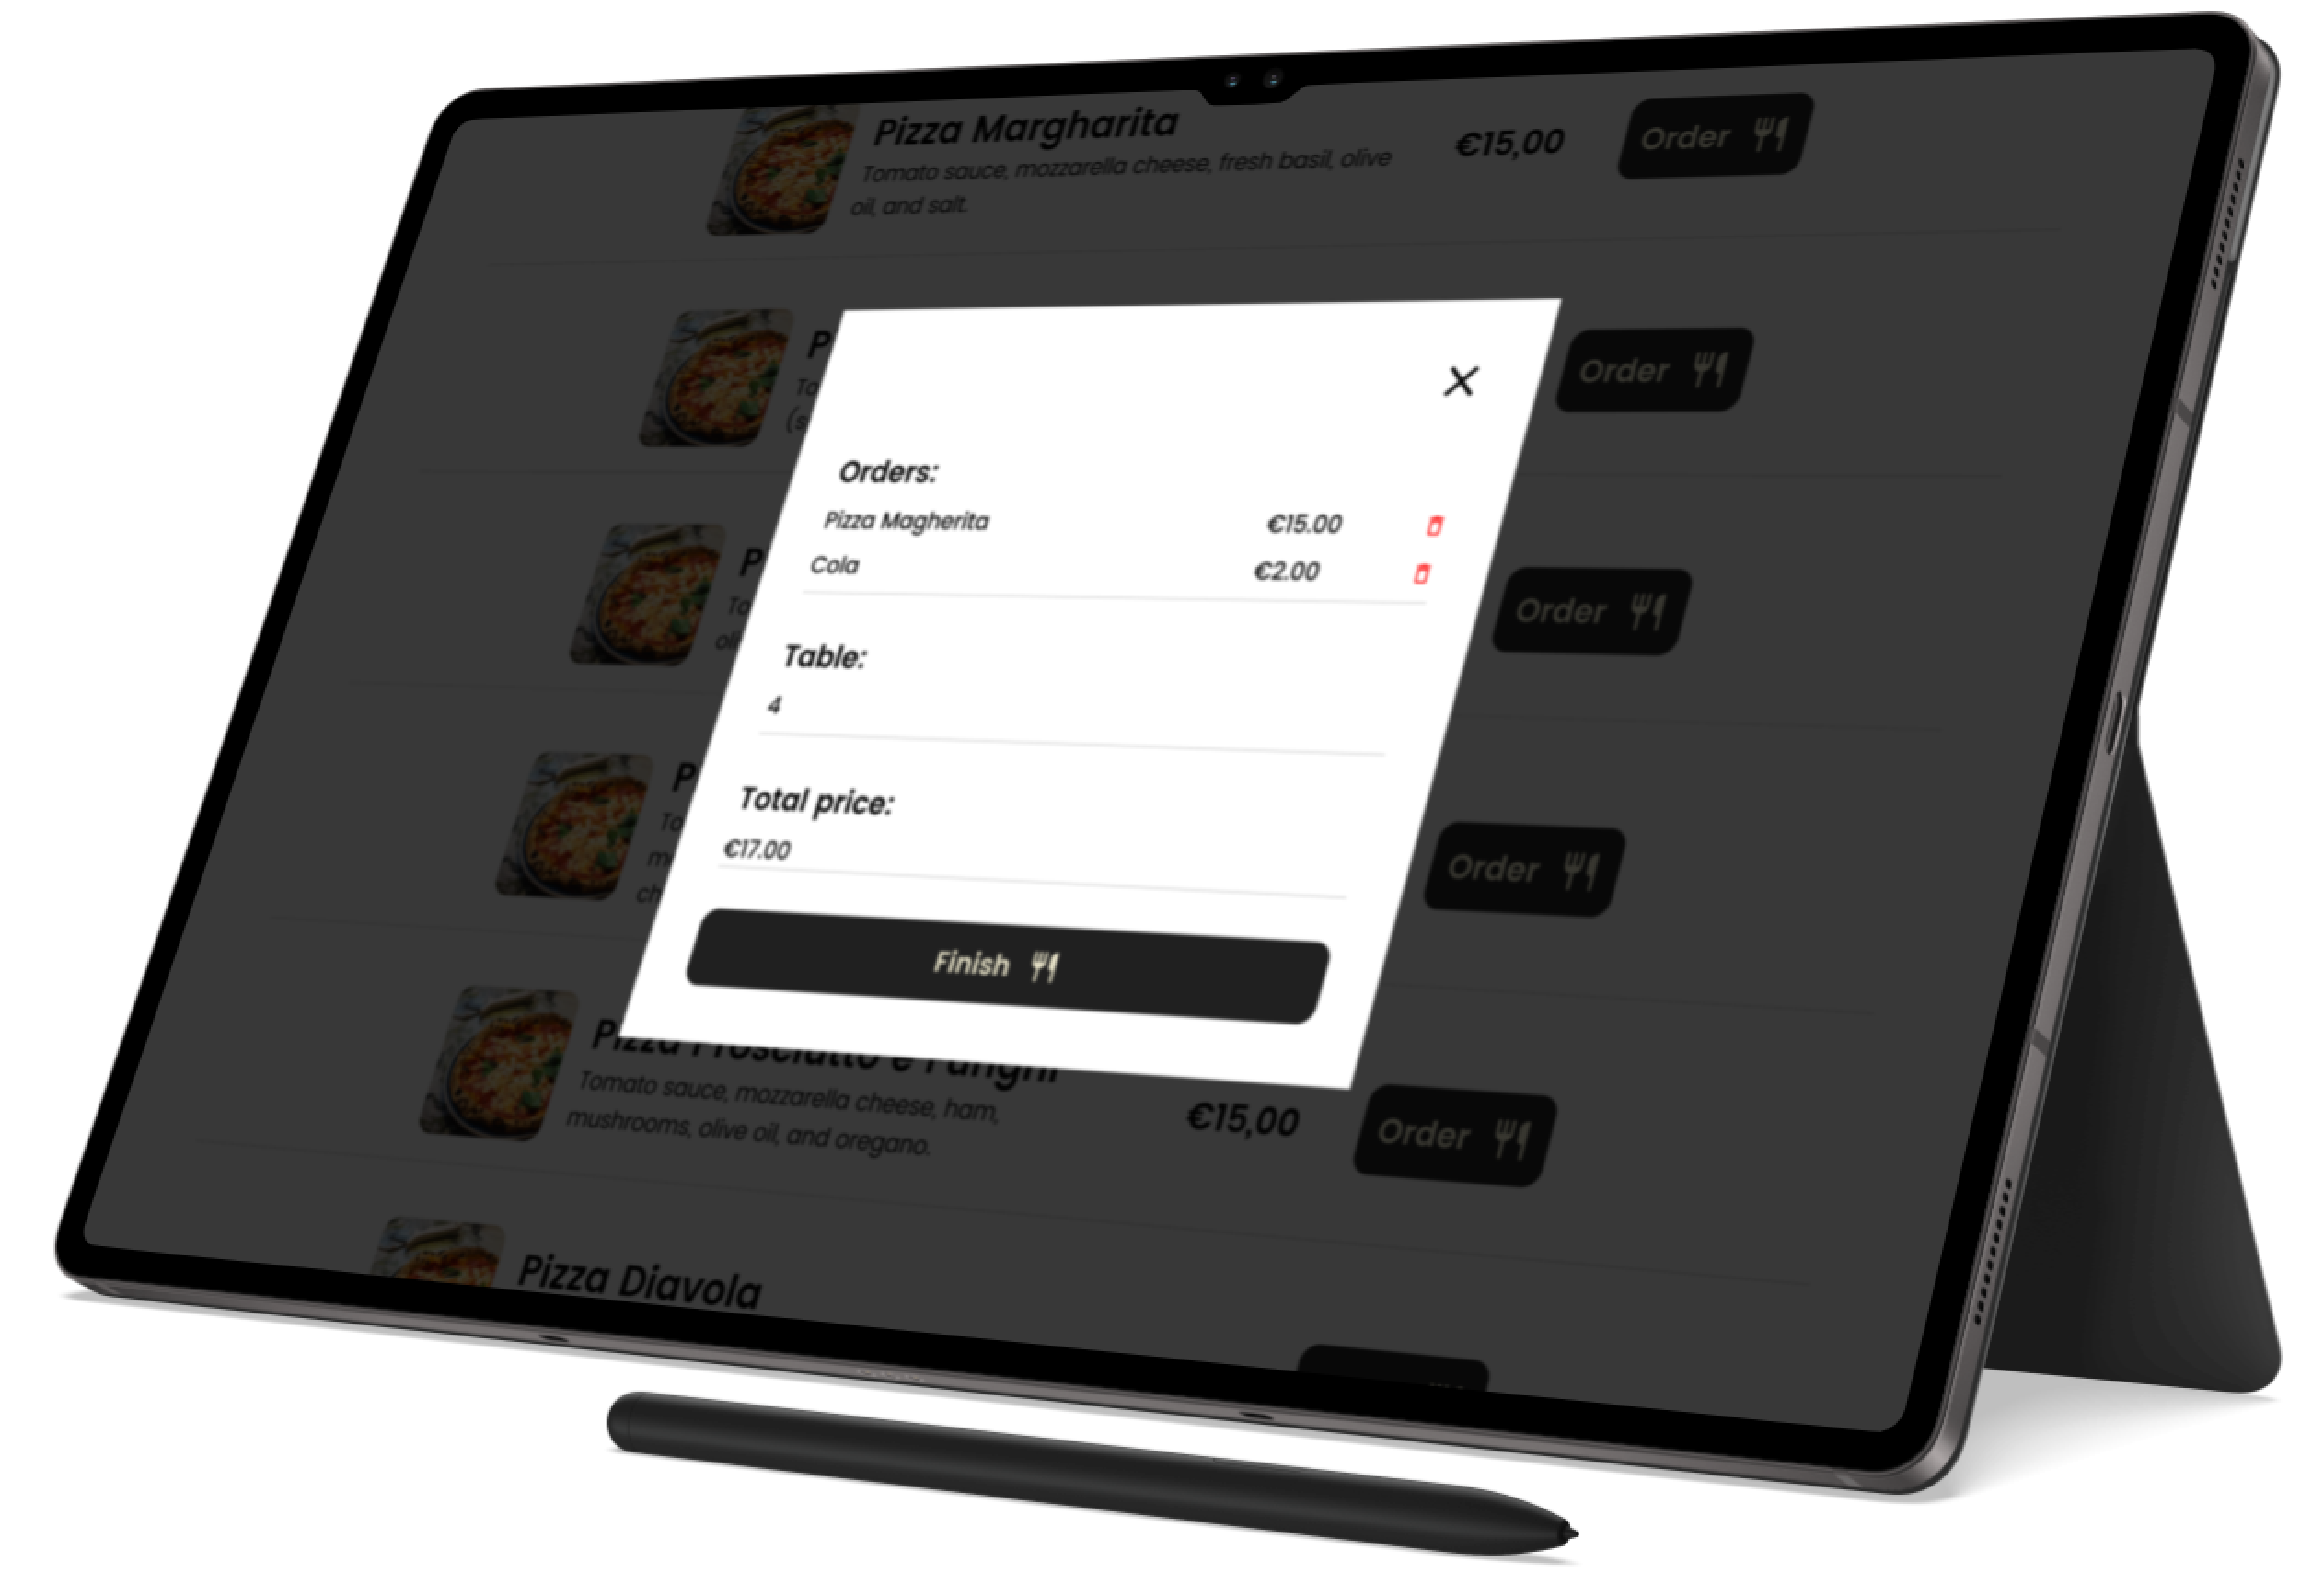 Pizza Margharita
Tomato sauce, mozzarella cheese, fresh basil, olive
oil, and salt.
€15,00
Order
P
To
(s
Order
P
To
oli
Order
P
To
m
ch
Order
Orders:
Pizza Magherita €15.00
Cola €2.00
Table:
4
Total price:
€17.00
Finish
Pizza Prosciutto e Funghi
Tomato sauce, mozzarella cheese, ham,
mushrooms, olive oil, and oregano.
€15,00
Order
Pizza Diavola